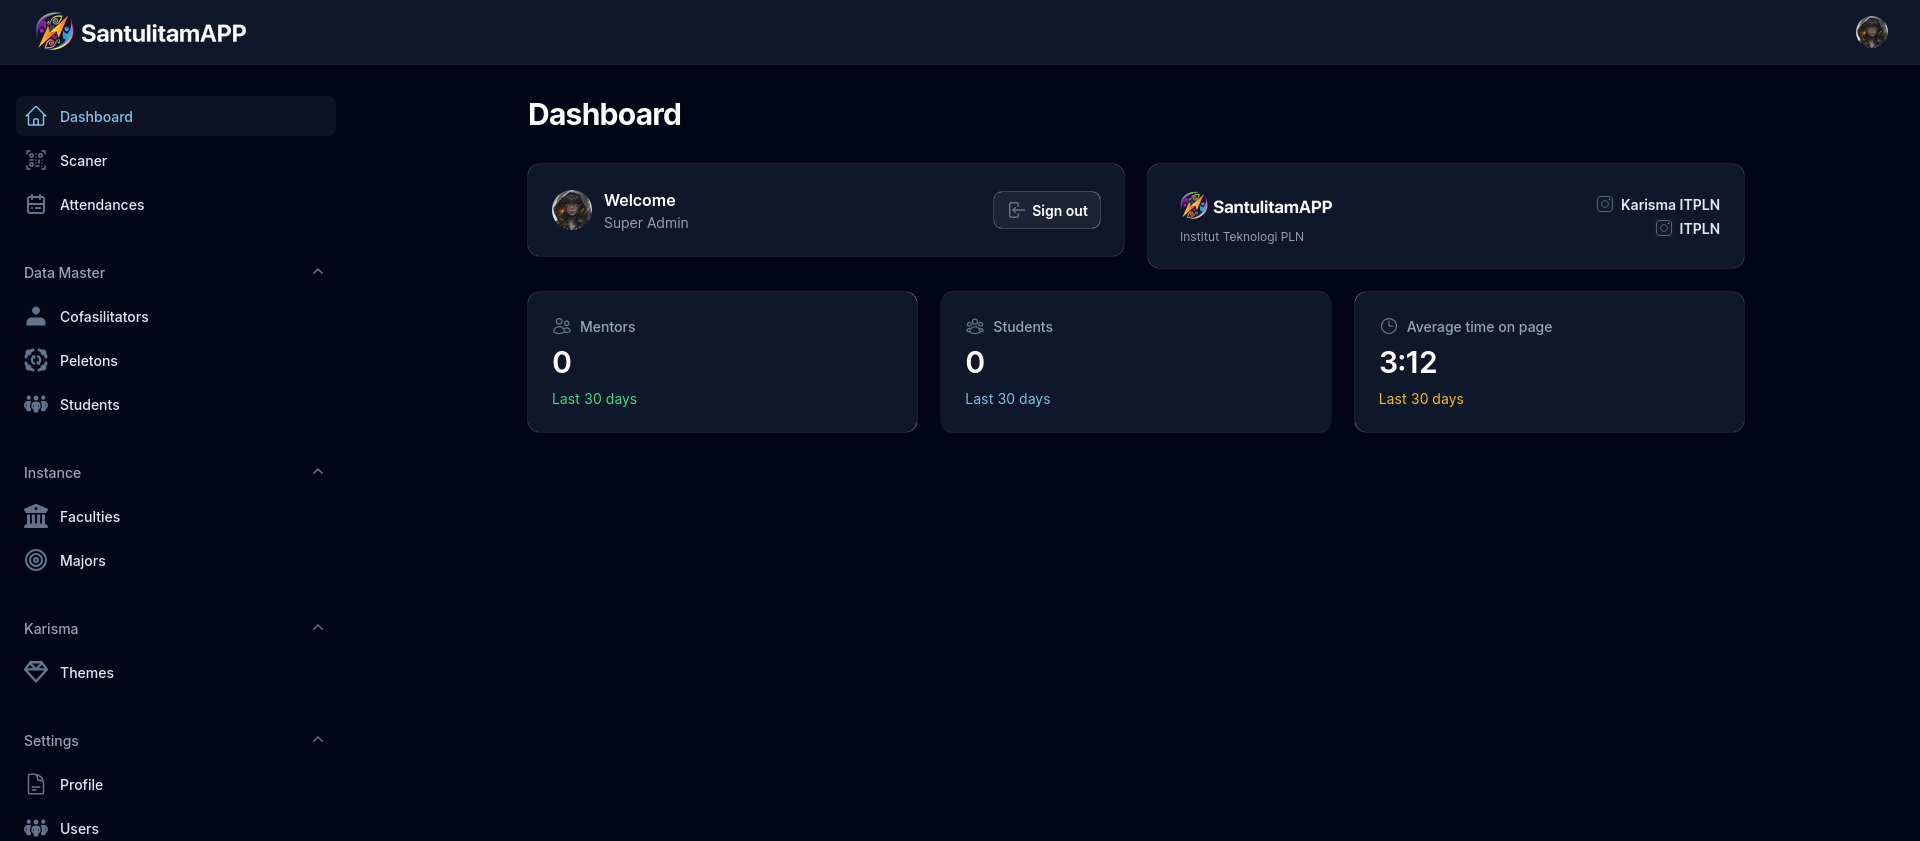 SantulitamAPP
Dashboard
Scaner
Attendances
Data Master
Cofasilitators
Peletons
Students
Instance
Faculties
Majors
Karisma
Themes
Settings
Profile
Users
Dashboard
Welcome
Super Admin
Sign out
SantulitamAPP
Institut Teknologi PLN
Karisma ITPLN
ITPLN
Mentors
0
Last 30 days
Students
0
Last 30 days
Average time on page
3:12
Last 30 days